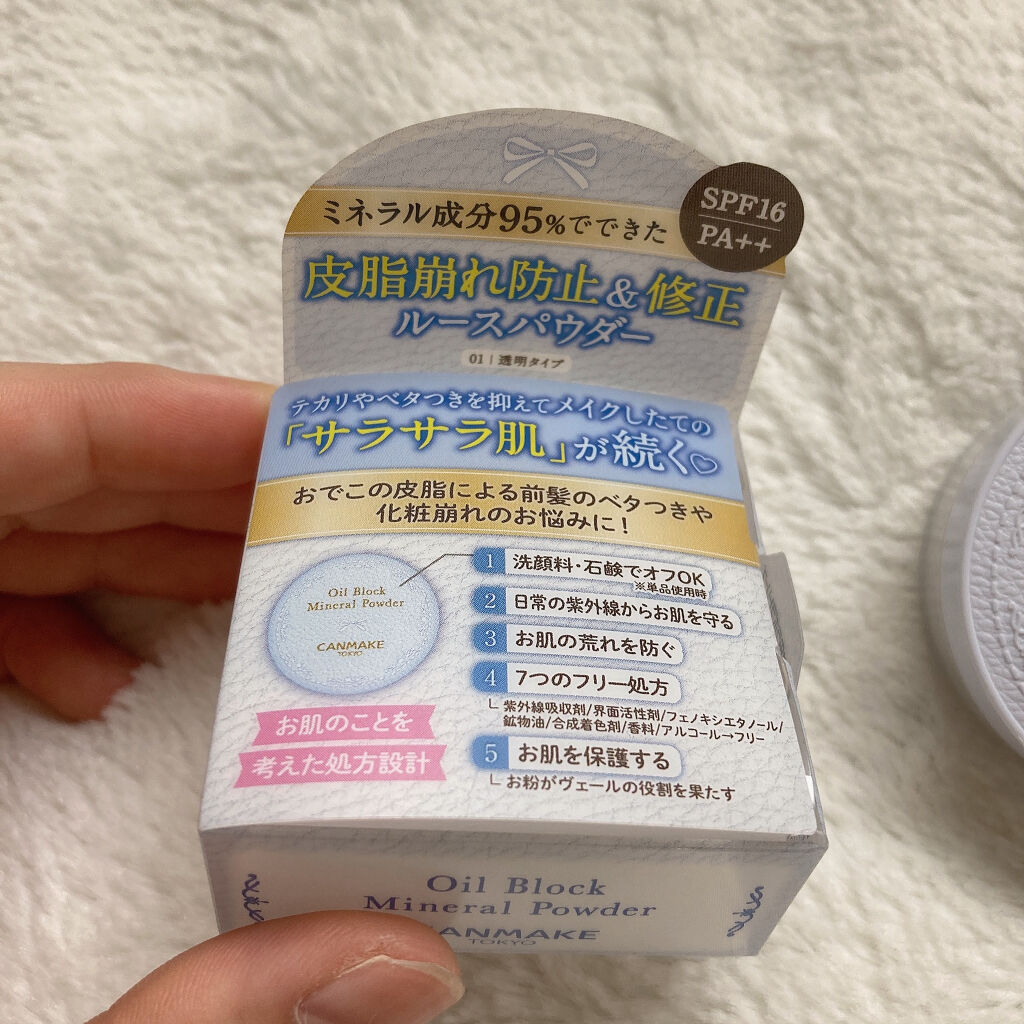 SPF16
PA++
ミネラル成分95%でできた
皮脂崩れ防止&修正
ルースパウダー
01 | 透明タイプ
テカリやベタつきを抑えてメイクしたての
「サラサラ肌」が続く♡
おでこの皮脂による前髪のベタつきや
化粧崩れのお悩みに!
Oil Block
Mineral Powder
CANMAKE
TOKYO
1 洗顔料・石鹸でオフOK
※単品使用時
2 日常の紫外線からお肌を守る
3 お肌の荒れを防ぐ
4 7つのフリー処方
紫外線吸収剤/界面活性剤/フェノキシエタノール/
鉱物油/合成着色剤/香料/アルコール→フリー
5 お肌を保護する
お粉がヴェールの役割を果たす
お肌のことを
考えた処方設計
Oil Block
Mineral Powder
CANMAKE
TOKYO